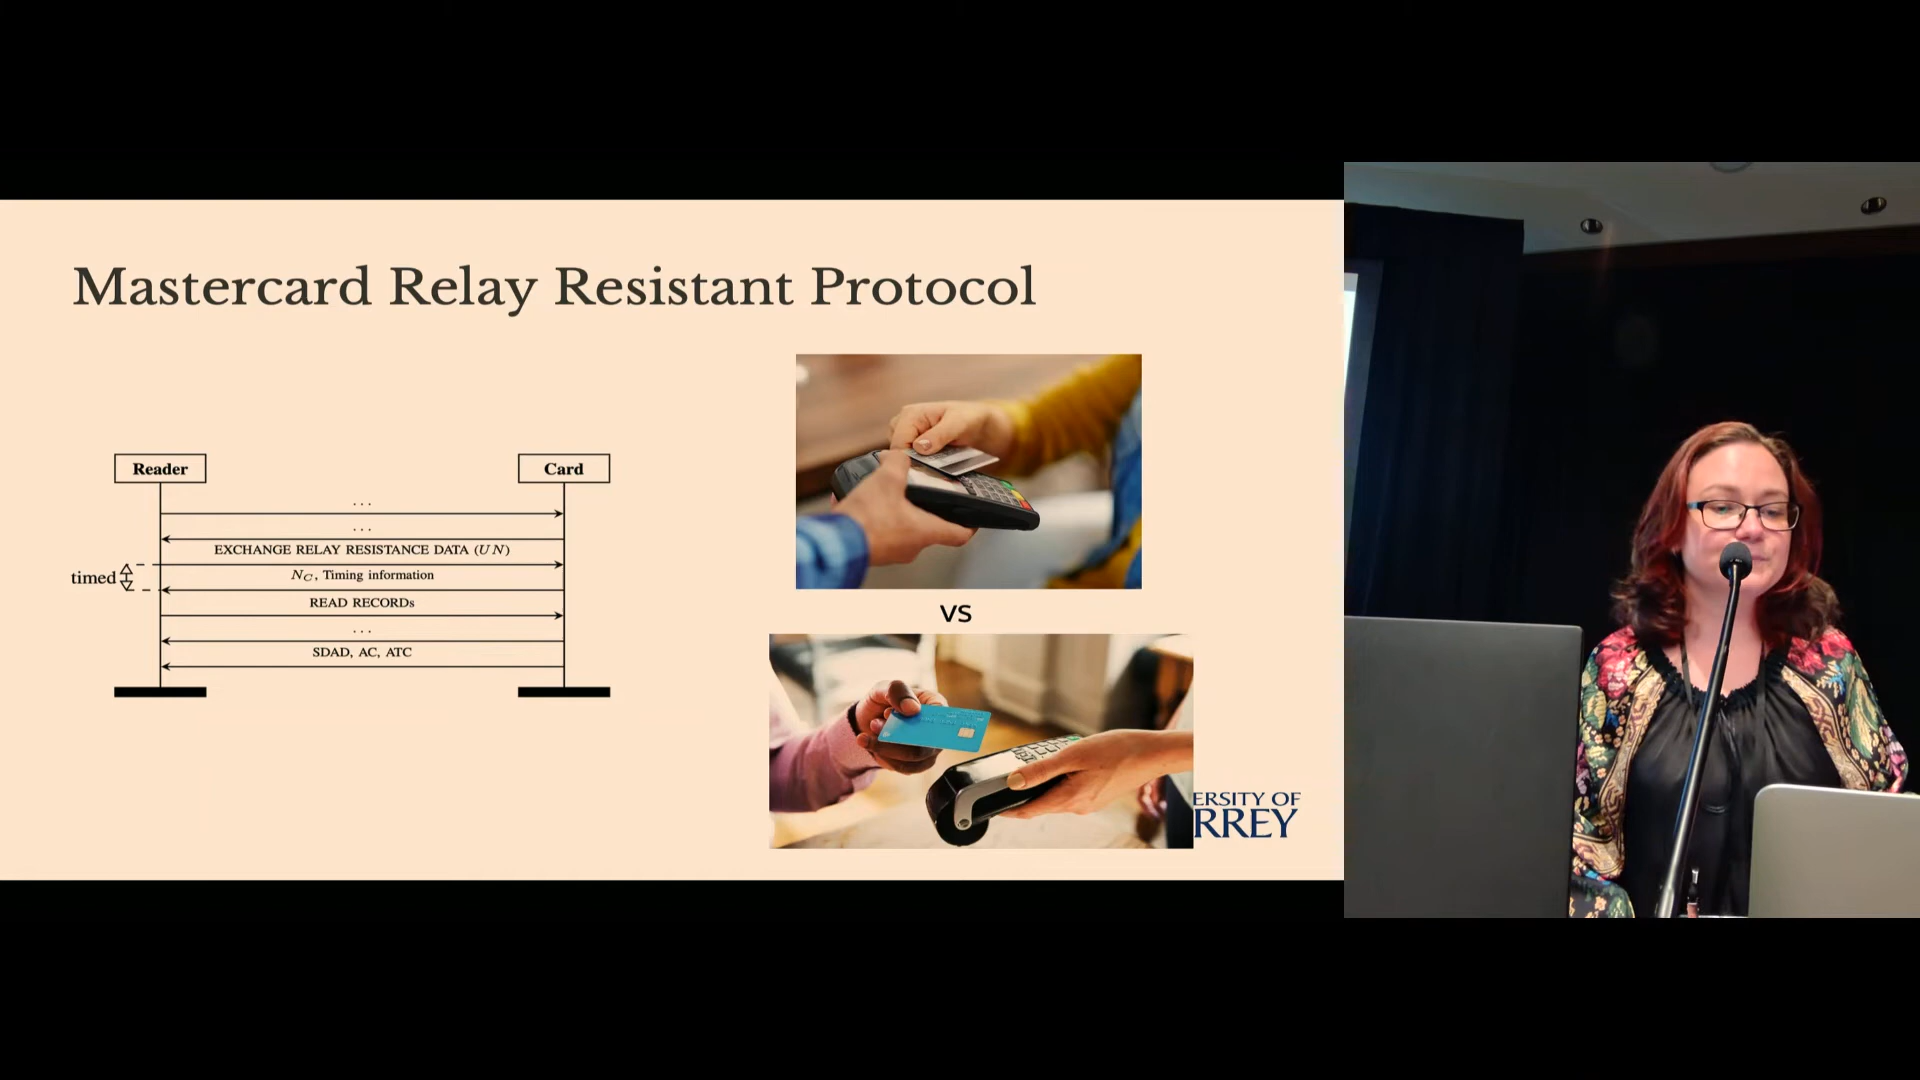 Mastercard Relay Resistant Protocol
Reader
Card
. . .
. . .
EXCHANGE RELAY RESISTANCE DATA (UN)
timed
N_C, Timing information
READ RECORDs
. . .
SDAD, AC, ATC
vs
ERSITY OF
RREY